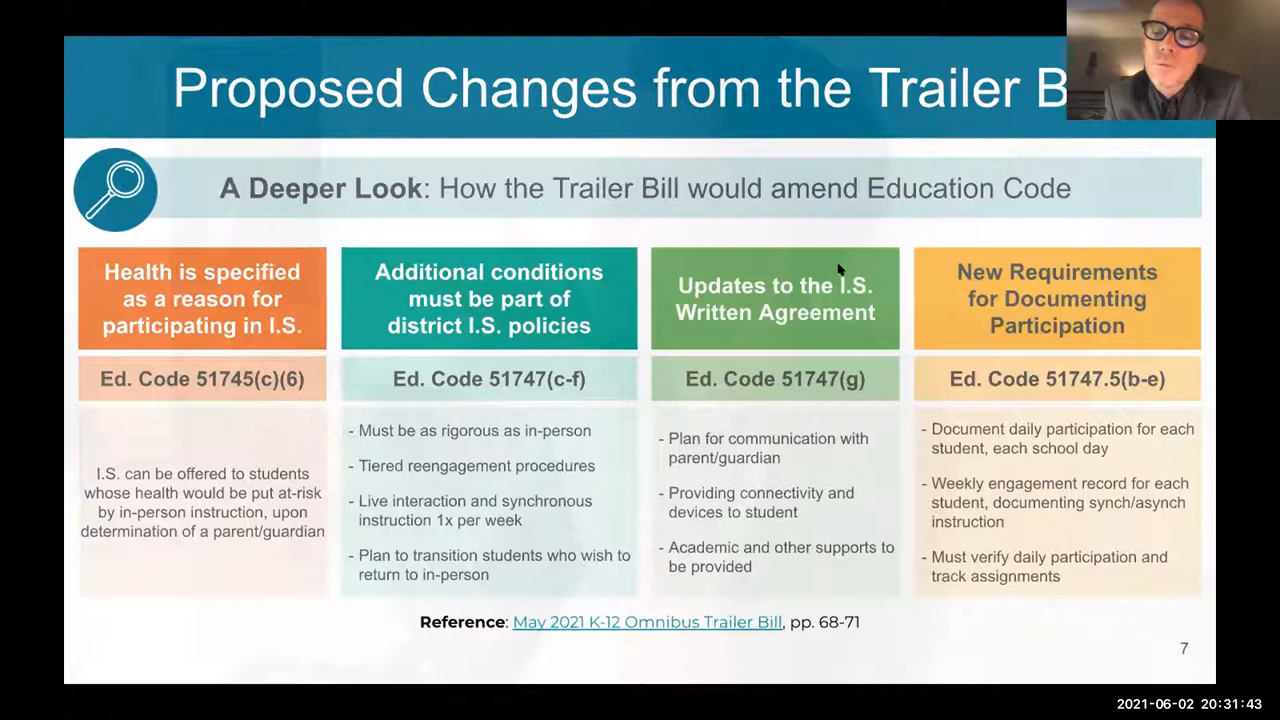 Proposed Changes from the Trailer B
A Deeper Look: How the Trailer Bill would amend Education Code
Health is specified
as a reason for
participating in I.S.
Ed. Code 51745(c)(6)
I.S. can be offered to students
whose health would be put at-risk
by in-person instruction, upon
determination of a parent/guardian
Additional conditions
must be part of
district I.S. policies
Ed. Code 51747(c-f)
- Must be as rigorous as in-person
- Tiered reengagement procedures
- Live interaction and synchronous
instruction 1x per week
- Plan to transition students who wish to
return to in-person
Updates to the I.S.
Written Agreement
Ed. Code 51747(g)
- Plan for communication with
parent/guardian
- Providing connectivity and
devices to student
- Academic and other supports to
be provided
New Requirements
for Documenting
Participation
Ed. Code 51747.5(b-e)
- Document daily participation for each
student, each school day
- Weekly engagement record for each
student, documenting synch/asynch
instruction
- Must verify daily participation and
track assignments
Reference: May 2021 K-12 Omnibus Trailer Bill, pp. 68-71
7
2021-06-02 20:31:43